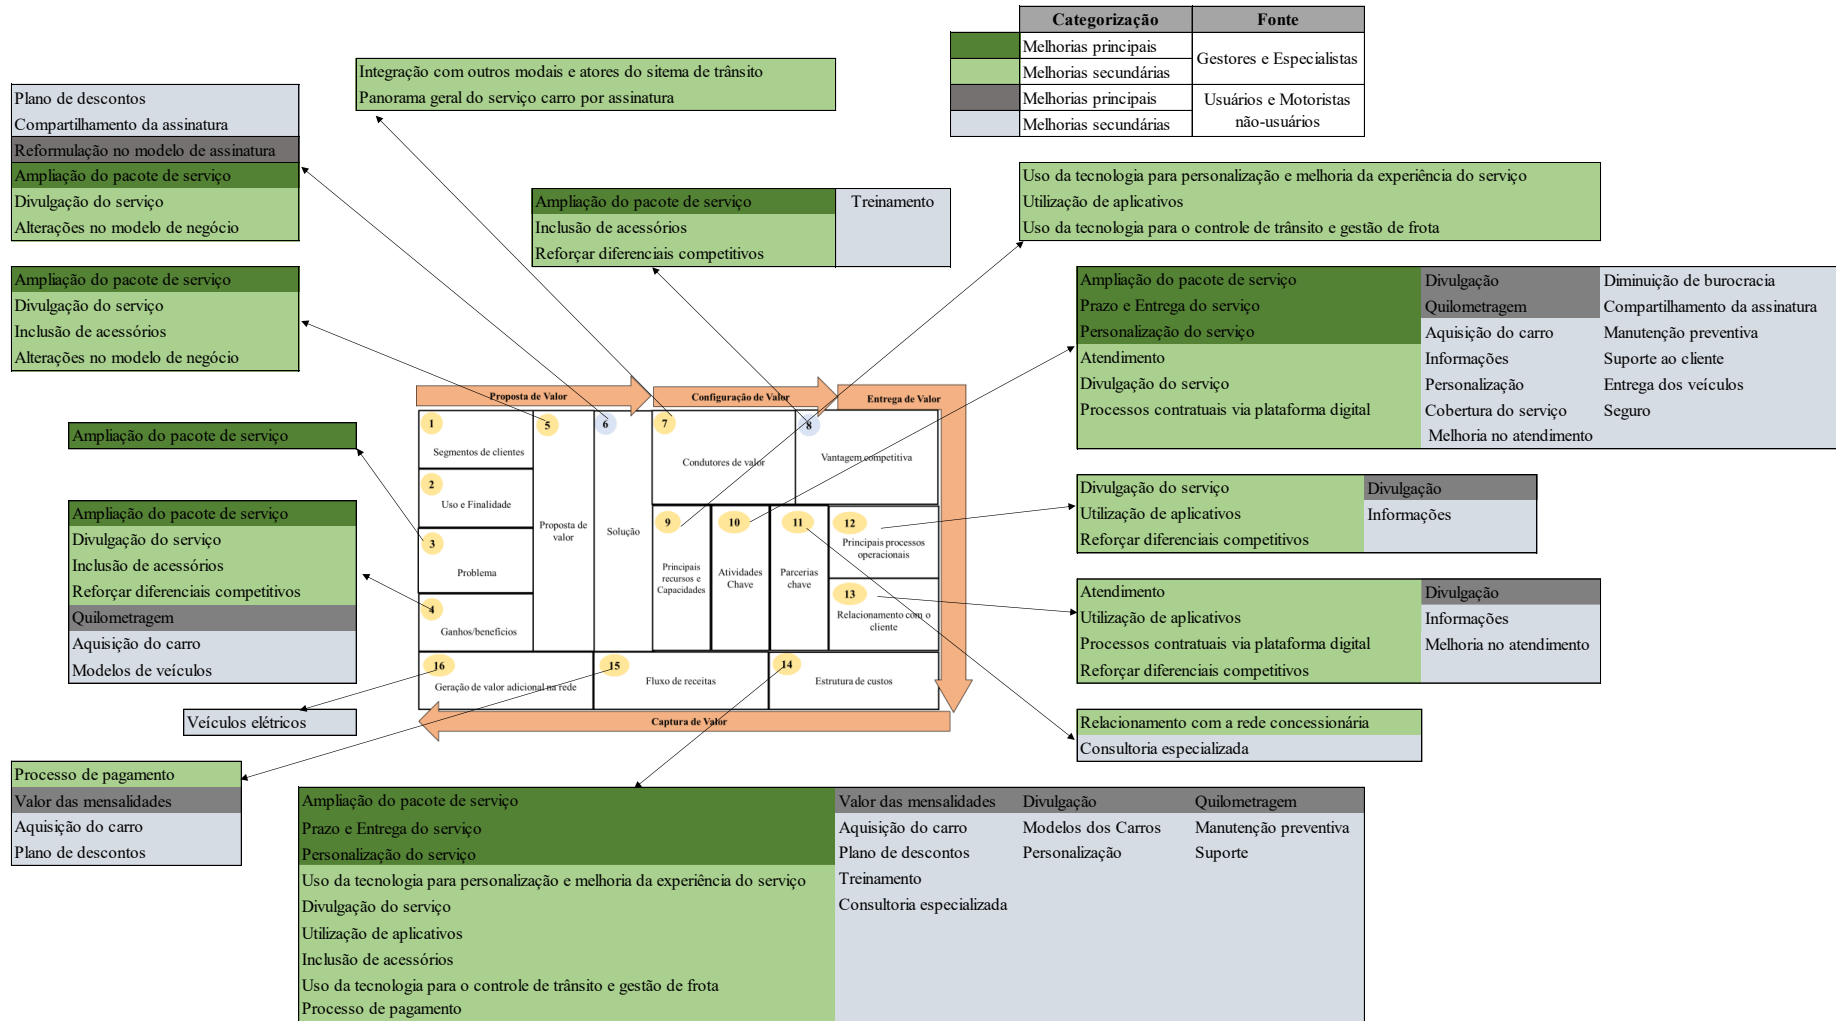 Categorização Fonte
Melhorias principais
Melhorias secundárias
Gestores e Especialistas
Melhorias principais
Melhorias secundárias
Usuários e Motoristas
não-usuários
Integração com outros modais e atores do sitema de trânsito
Panorama geral do serviço carro por assinatura
Plano de descontos
Compartilhamento da assinatura
Reformulação no modelo de assinatura
Ampliação do pacote de serviço
Divulgação do serviço
Alterações no modelo de negócio
Ampliação do pacote de serviço
Inclusão de acessórios
Reforçar diferenciais competitivos
Treinamento
Uso da tecnologia para personalização e melhoria da experiência do serviço
Utilização de aplicativos
Uso da tecnologia para o controle de trânsito e gestão de frota
Ampliação do pacote de serviço
Divulgação do serviço
Inclusão de acessórios
Alterações no modelo de negócio
Ampliação do pacote de serviço
Prazo e Entrega do serviço
Personalização do serviço
Atendimento
Divulgação do serviço
Processos contratuais via plataforma digital
Divulgação
Quilometragem
Aquisição do carro
Informações
Personalização
Cobertura do serviço
Melhoria no atendimento
Diminuição de burocracia
Compartilhamento da assinatura
Manutenção preventiva
Suporte ao cliente
Entrega dos veículos
Seguro
Ampliação do pacote de serviço
Ampliação do pacote de serviço
Divulgação do serviço
Inclusão de acessórios
Reforçar diferenciais competitivos
Quilometragem
Aquisição do carro
Modelos de veículos
Veículos elétricos
Proposta de Valor
Configuração de Valor
Entrega de Valor
1
Segmentos de clientes
2
Uso e Finalidade
3
Problema
4
Ganhos/benefícios
5
Proposta de
valor
6
Solução
7
Condutores de valor
8
Vantagem competitiva
9
Principais
recursos e
Capacidades
10
Atividades
Chave
11
Parcerias
chave
12
Principais processos
operacionais
13
Relacionamento com o
cliente
16
Geração de valor adicional na rede
15
Fluxo de receitas
14
Estrutura de custos
Captura de Valor
Divulgação do serviço
Utilização de aplicativos
Reforçar diferenciais competitivos
Divulgação
Informações
Atendimento
Utilização de aplicativos
Processos contratuais via plataforma digital
Reforçar diferenciais competitivos
Divulgação
Informações
Melhoria no atendimento
Relacionamento com a rede concessionária
Consultoria especializada
Processo de pagamento
Valor das mensalidades
Aquisição do carro
Plano de descontos
Ampliação do pacote de serviço
Prazo e Entrega do serviço
Personalização do serviço
Uso da tecnologia para personalização e melhoria da experiência do serviço
Divulgação do serviço
Utilização de aplicativos
Inclusão de acessórios
Uso da tecnologia para o controle de trânsito e gestão de frota
Processo de pagamento
Valor das mensalidades
Aquisição do carro
Plano de descontos
Treinamento
Consultoria especializada
Divulgação
Modelos dos Carros
Personalização
Quilometragem
Manutenção preventiva
Suporte